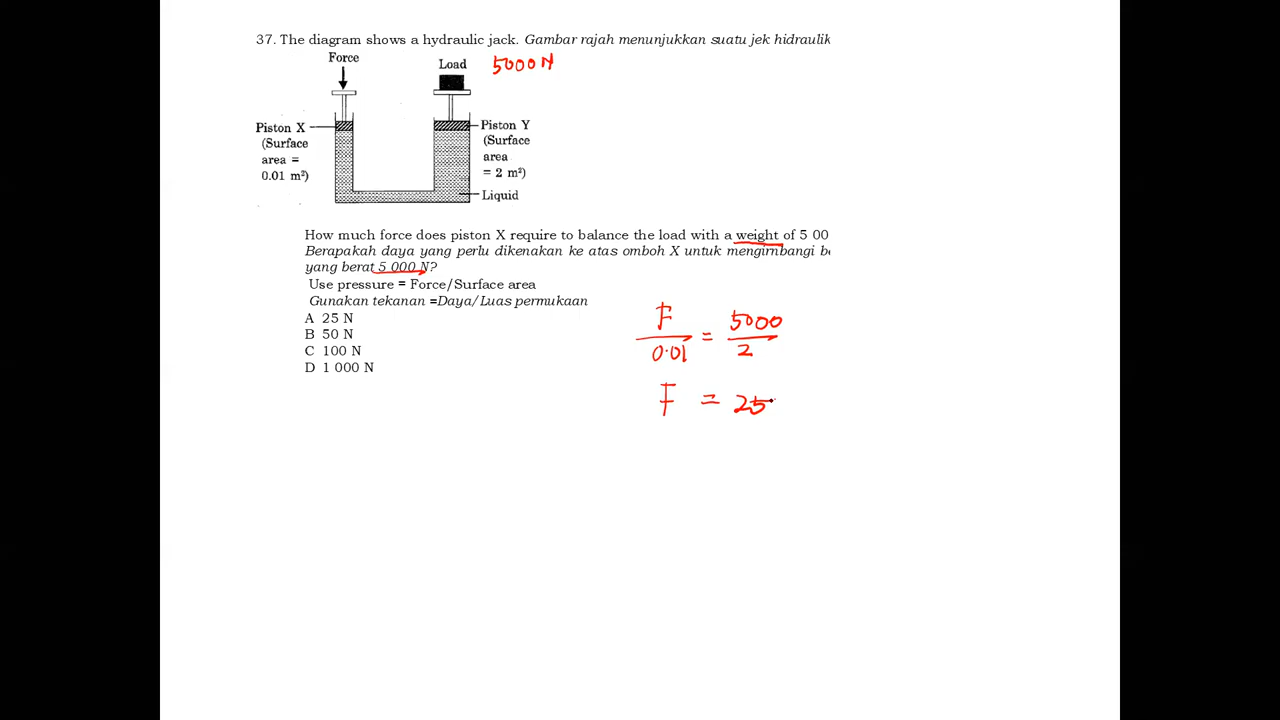 37. The diagram shows a hydraulic jack. Gambar rajah menunjukkan suatu jek hidraulik
Force
Load
5000N
Piston X
(Surface
area =
0.01 m²)
Piston Y
(Surface
area
= 2 m²)
Liquid
How much force does piston X require to balance the load with a weight of 5 00
Berapakah daya yang perlu dikenakan ke atas omboh X untuk mengimbangi be
yang berat 5 000 N?
Use pressure = Force/Surface area
Gunakan tekanan =Daya/Luas permukaan
A 25 N
B 50 N
C 100 N
D 1 000 N
F/0.01 = 5000/2
F = 25